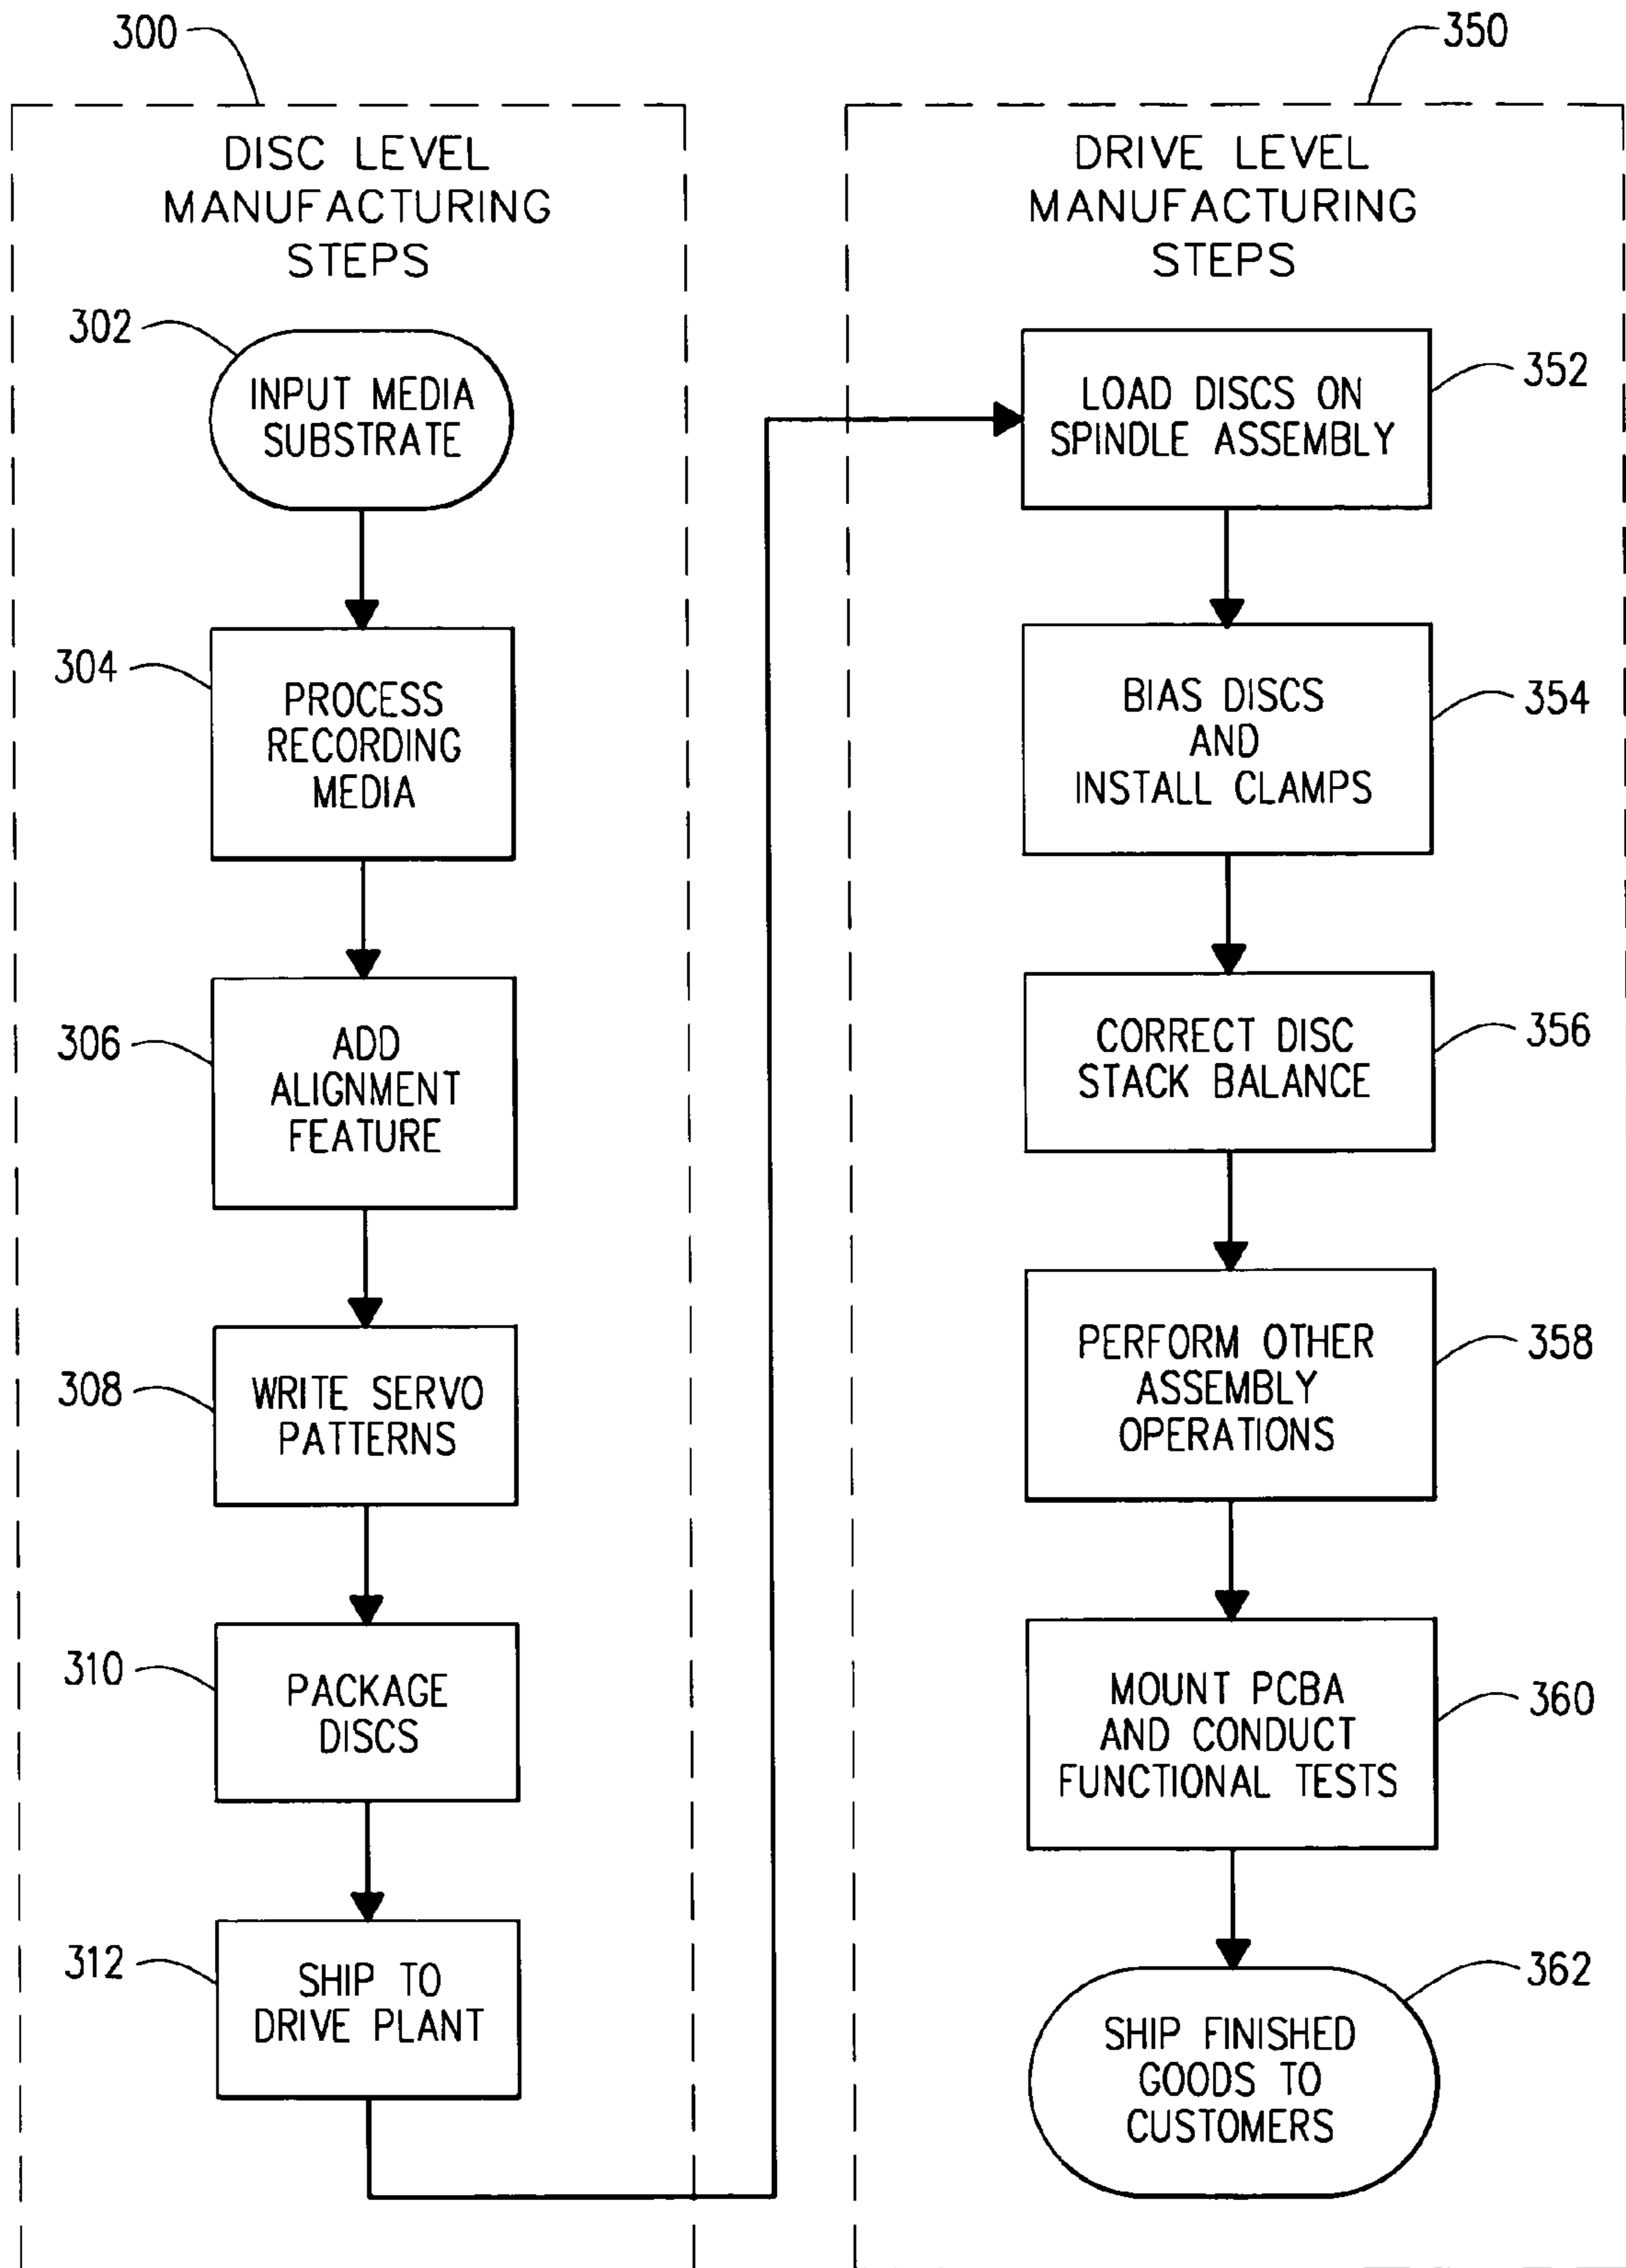 300
DISC LEVEL
MANUFACTURING
STEPS
302
INPUT MEDIA
SUBSTRATE
304
PROCESS
RECORDING
MEDIA
306
ADD
ALIGNMENT
FEATURE
308
WRITE SERVO
PATTERNS
310
PACKAGE
DISCS
312
SHIP TO
DRIVE PLANT
350
DRIVE LEVEL
MANUFACTURING
STEPS
352
LOAD DISCS ON
SPINDLE ASSEMBLY
354
BIAS DISCS
AND
INSTALL CLAMPS
356
CORRECT DISC
STACK BALANCE
358
PERFORM OTHER
ASSEMBLY
OPERATIONS
360
MOUNT PCBA
AND CONDUCT
FUNCTIONAL TESTS
362
SHIP FINISHED
GOODS TO
CUSTOMERS